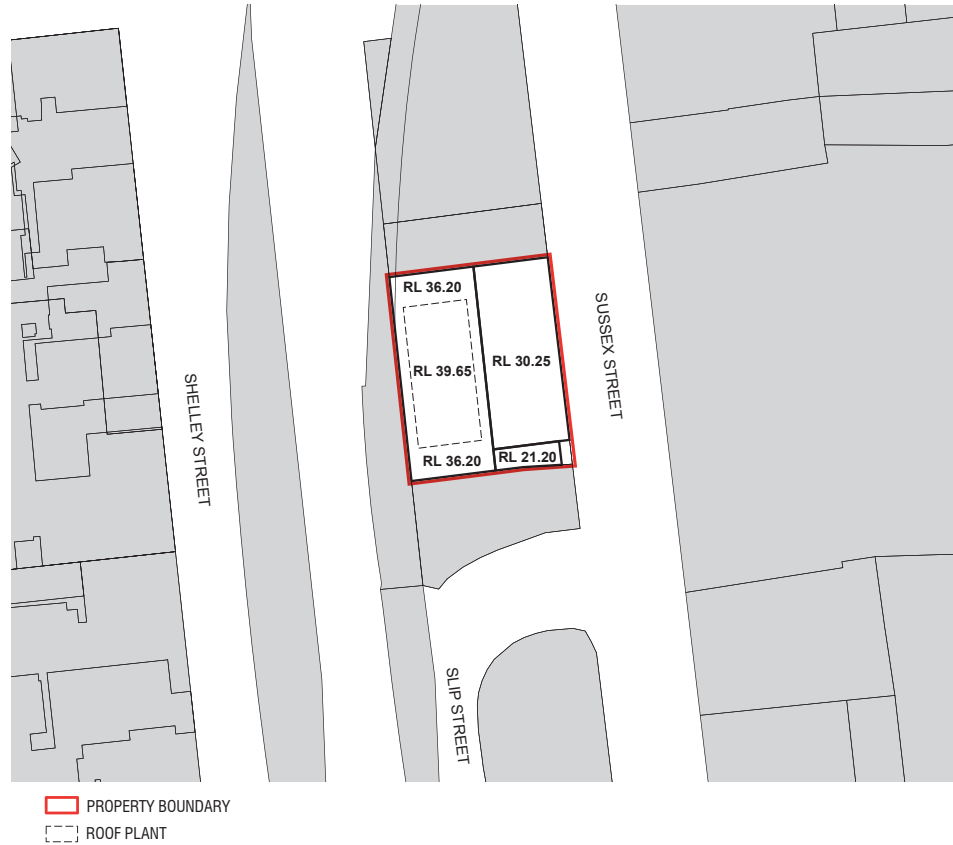 RL 36.20
RL 39.65
RL 30.25
RL 36.20
RL 21.20
SUSSEX STREET
SHELLEY STREET
SLIP STREET
PROPERTY BOUNDARY
ROOF PLANT